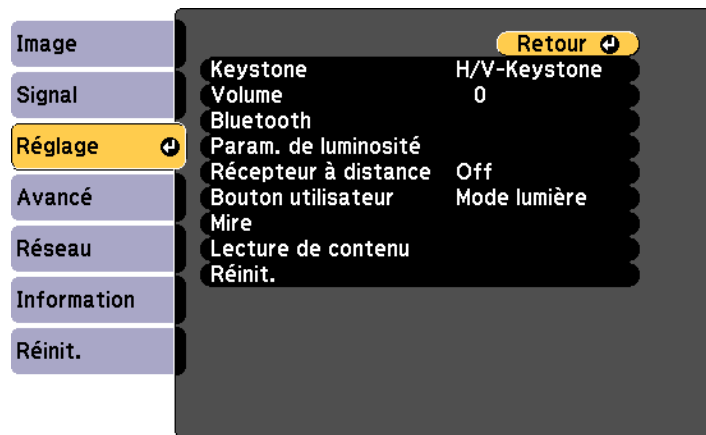 Image
Signal
Réglage
Avancé
Réseau
Information
Réinit.
Retour
Keystone H/V-Keystone
Volume 0
Bluetooth
Param. de luminosité
Récepteur à distance Off
Bouton utilisateur Mode lumière
Mire
Lecture de contenu
Réinit.